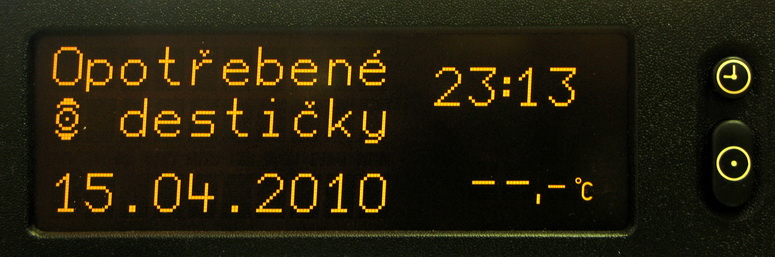 Opotřebené
destičky
23:13
15.04.2010
--,-°C